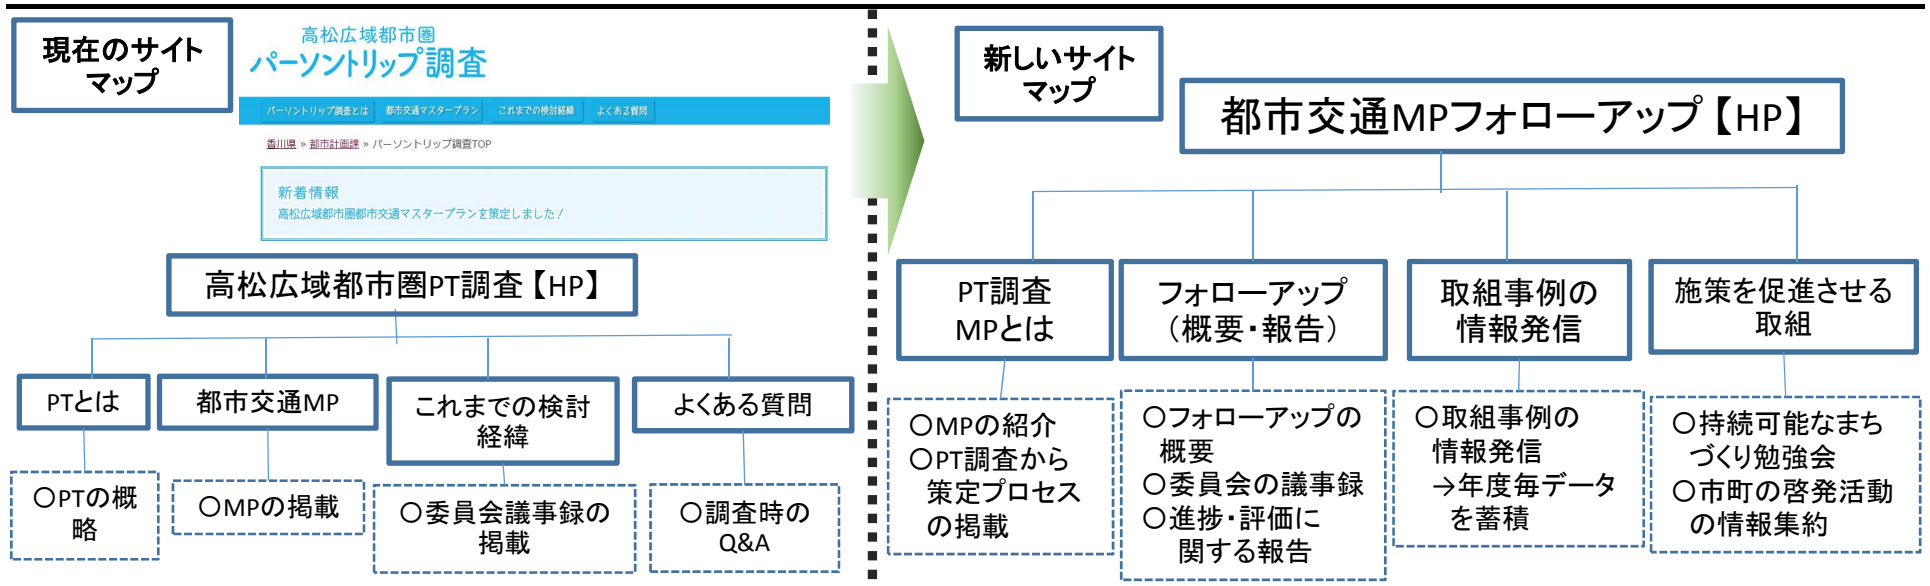 現在のサイト
マップ
高松広域都市圏
パーソントリップ調査
パーソントリップ調査とは
都市交通マスタープラン
これまでの検討経緯
よくある質問
香川県 » 都市計画課 » パーソントリップ調査TOP
新着情報
高松広域都市圏都市交通マスタープランを策定しました！
高松広域都市圏PT調査【HP】
PTとは
都市交通MP
これまでの検討
経緯
よくある質問
○PTの概
略
○MPの掲載
○委員会議事録の
掲載
○調査時の
Q&A
新しいサイト
マップ
都市交通MPフォローアップ【HP】
PT調査
MPとは
フォローアップ
（概要・報告）
取組事例の
情報発信
施策を促進させる
取組
○MPの紹介
○PT調査から
策定プロセス
の掲載
○フォローアップの
概要
○委員会の議事録
○進捗・評価に
関する報告
○取組事例の
情報発信
→年度毎データ
を蓄積
○持続可能なまち
づくり勉強会
○市町の啓発活動
の情報集約